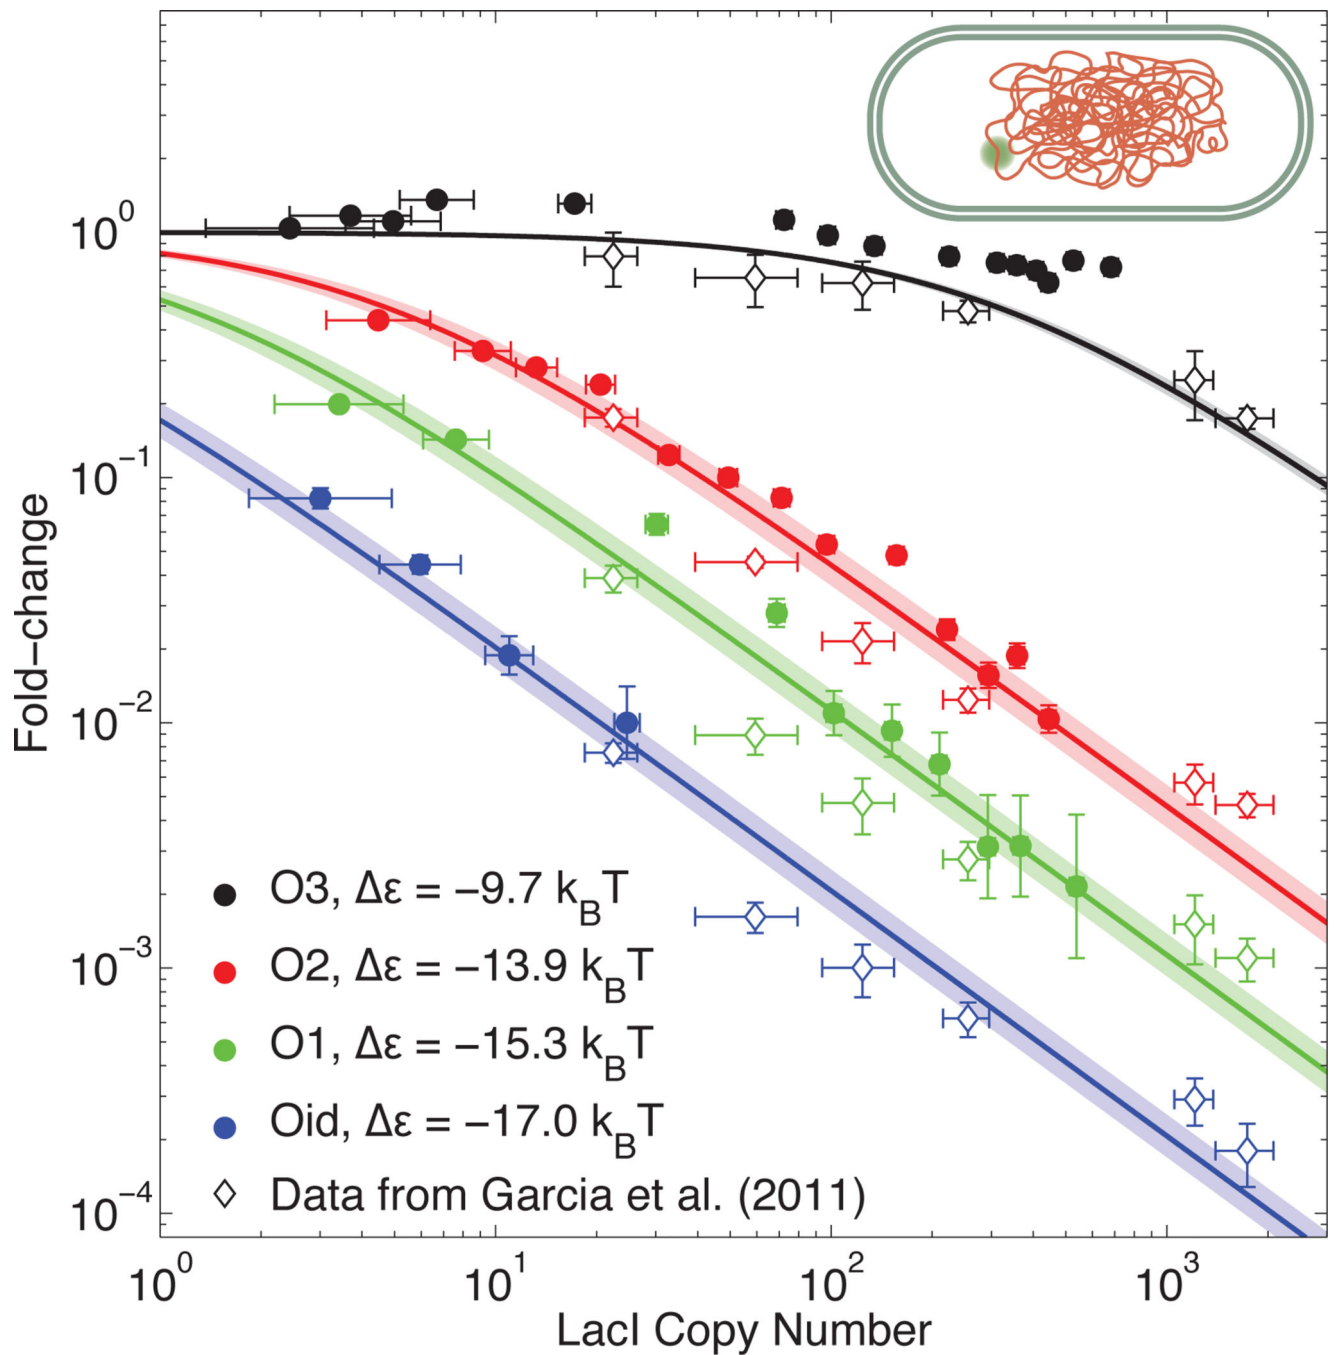 Fold−change
10^0
10^−1
10^−2
10^−3
10^−4
O3, Δε = −9.7 k_BT
O2, Δε = −13.9 k_BT
O1, Δε = −15.3 k_BT
Oid, Δε = −17.0 k_BT
Data from Garcia et al. (2011)
10^0 10^1 10^2 10^3
LacI Copy Number